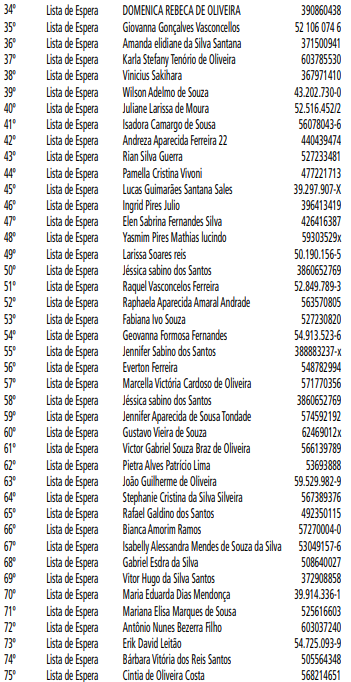 34º Lista de Espera DOMENICA REBECA DE OLIVEIRA 390860438
35º Lista de Espera Giovanna Gonçalves Vasconcellos 52 106 074 6
36º Lista de Espera Amanda elidiane da Silva Santana 371500941
37º Lista de Espera Karla Stefany Tenório de Oliveira 603785530
38º Lista de Espera Vinicius Sakihara 367971410
39º Lista de Espera Wilson Adelmo de Souza 43.202.730-0
40º Lista de Espera Juliane Larissa de Moura 52.516.452/2
41º Lista de Espera Isadora Camargo de Sousa 56078043-6
42º Lista de Espera Andreza Aparecida Ferreira 22 440439474
43º Lista de Espera Rian Silva Guerra 527233481
44º Lista de Espera Pamella Cristina Vivoni 477221713
45º Lista de Espera Lucas Guimarães Santana Sales 39.297.907-X
46º Lista de Espera Ingrid Pires Julio 396413419
47º Lista de Espera Elen Sabrina Fernandes Silva 426416387
48º Lista de Espera Yasmim Pires Mathias lucindo 59303529x
49º Lista de Espera Larissa Soares reis 50.190.156-5
50º Lista de Espera Jéssica sabino dos Santos 3860652769
51º Lista de Espera Raquel Vasconcelos Ferreira 52.849.789-3
52º Lista de Espera Raphaela Aparecida Amaral Andrade 563570805
53º Lista de Espera Fabiana Ivo Souza 527230820
54º Lista de Espera Geovanna Formosa Fernandes 54.913.523-6
55º Lista de Espera Jennifer Sabino dos Santos 388883237-x
56º Lista de Espera Everton Ferreira 548782994
57º Lista de Espera Marcella Victória Cardoso de Oliveira 571770356
58º Lista de Espera Jéssica sabino dos Santos 3860652769
59º Lista de Espera Jennifer Aparecida de Sousa Tondade 574592192
60º Lista de Espera Gustavo Vieira de Souza 62469012x
61º Lista de Espera Victor Gabriel Souza Braz de Oliveira 566139789
62º Lista de Espera Pietra Alves Patrício Lima 53693888
63º Lista de Espera João Guilherme de Oliveira 59.529.982-9
64º Lista de Espera Stephanie Cristina da Silva Silveira 567389376
65º Lista de Espera Rafael Galdino dos Santos 492350115
66º Lista de Espera Bianca Amorim Ramos 57270004-0
67º Lista de Espera Isabelly Alessandra Mendes de Souza da Silva 53049157-6
68º Lista de Espera Gabriel Esdra da Silva 508640027
69º Lista de Espera Vitor Hugo da Silva Santos 372908858
70º Lista de Espera Maria Eduarda Dias Mendonça 39.914.336-1
71º Lista de Espera Mariana Elisa Marques de Sousa 525616603
72º Lista de Espera Antônio Nunes Bezerra Filho 603037240
73º Lista de Espera Erik David Leitão 54.725.093-9
74º Lista de Espera Bárbara Vitória dos Reis Santos 505564348
75º Lista de Espera Cintia de Oliveira Costa 568214651